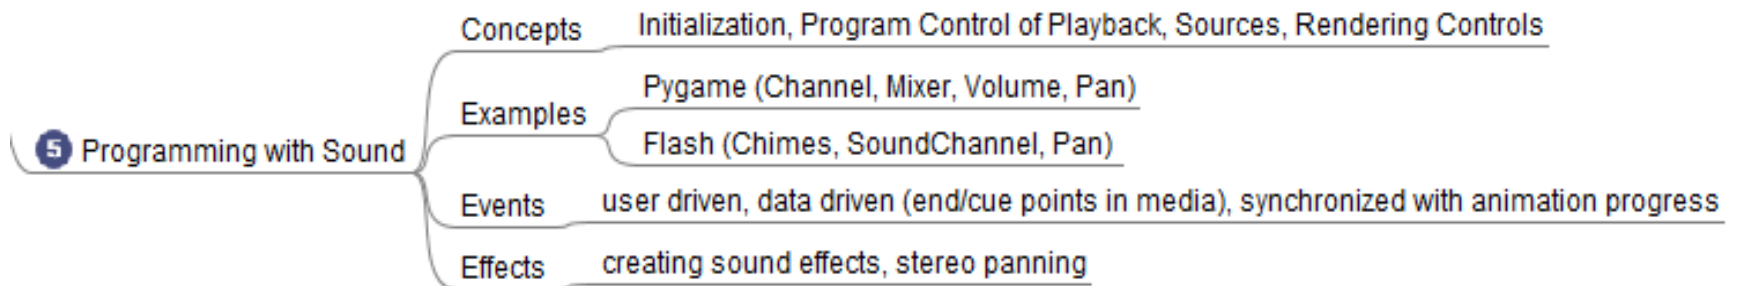 5 Programming with Sound
Concepts
Initialization, Program Control of Playback, Sources, Rendering Controls
Examples
Pygame (Channel, Mixer, Volume, Pan)
Flash (Chimes, SoundChannel, Pan)
Events
user driven, data driven (end/cue points in media), synchronized with animation progress
Effects
creating sound effects, stereo panning